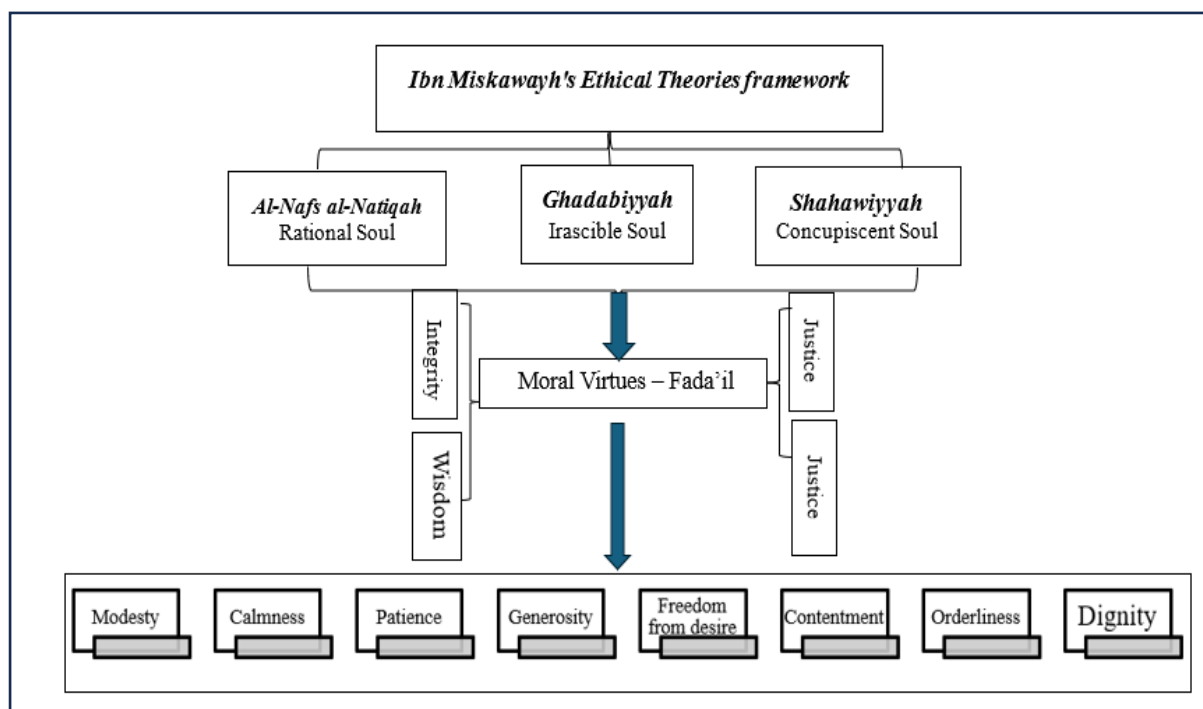 Ibn Miskawayh's Ethical Theories framework
Al-Nafs al-Natiqah
Rational Soul
Ghadabiyyah
Irascible Soul
Shahawiyyah
Concupiscent Soul
Integrity
Justice
Moral Virtues – Fada’il
Wisdom
Justice
Modesty
Calmness
Patience
Generosity
Freedom
from desire
Contentment
Orderliness
Dignity